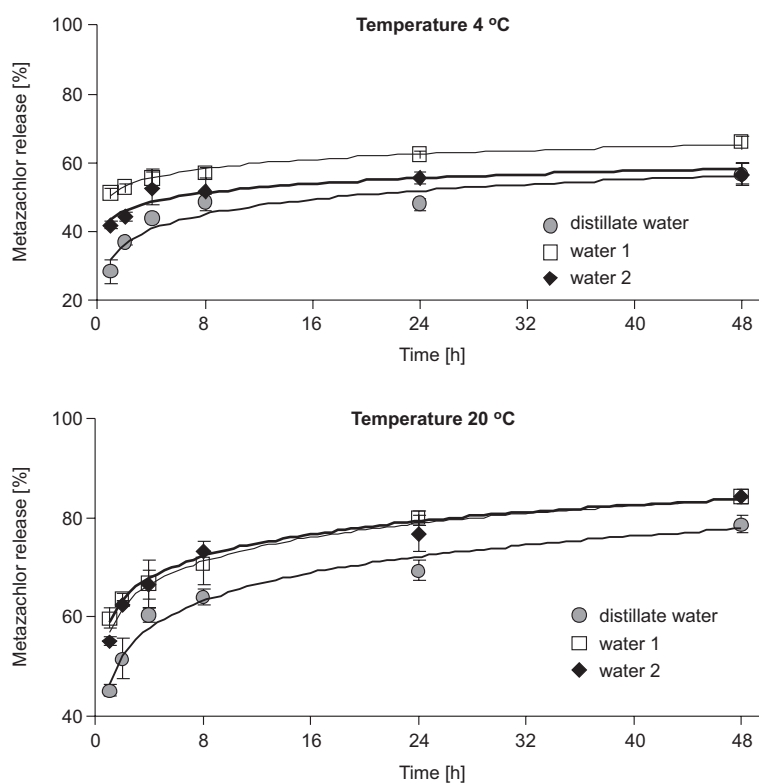 Temperature 4 ºC
Metazachlor release [%]
100
80
60
40
20
distillate water
water 1
water 2
0
8
16
24
32
40
48
Time [h]
Temperature 20 ºC
Metazachlor release [%]
100
80
60
40
distillate water
water 1
water 2
0
8
16
24
32
40
48
Time [h]